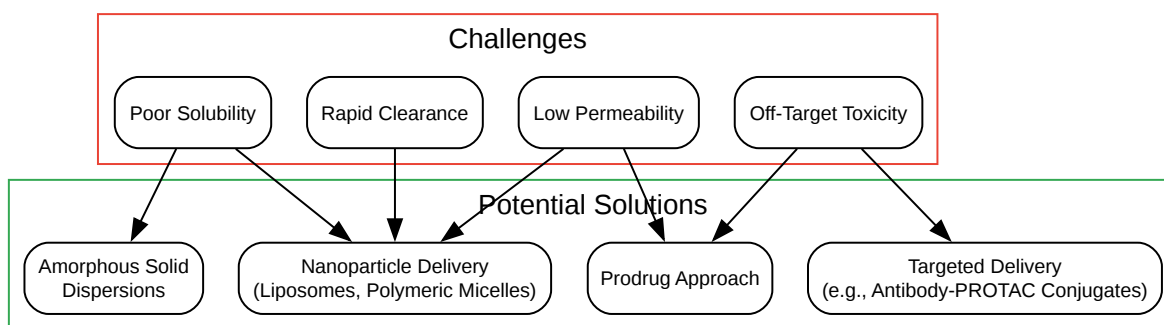 Challenges
Poor Solubility
Rapid Clearance
Low Permeability
Off-Target Toxicity
Potential Solutions
Amorphous Solid
Dispersions
Nanoparticle Delivery
(Liposomes, Polymeric Micelles)
Prodrug Approach
Targeted Delivery
(e.g., Antibody-PROTAC Conjugates)